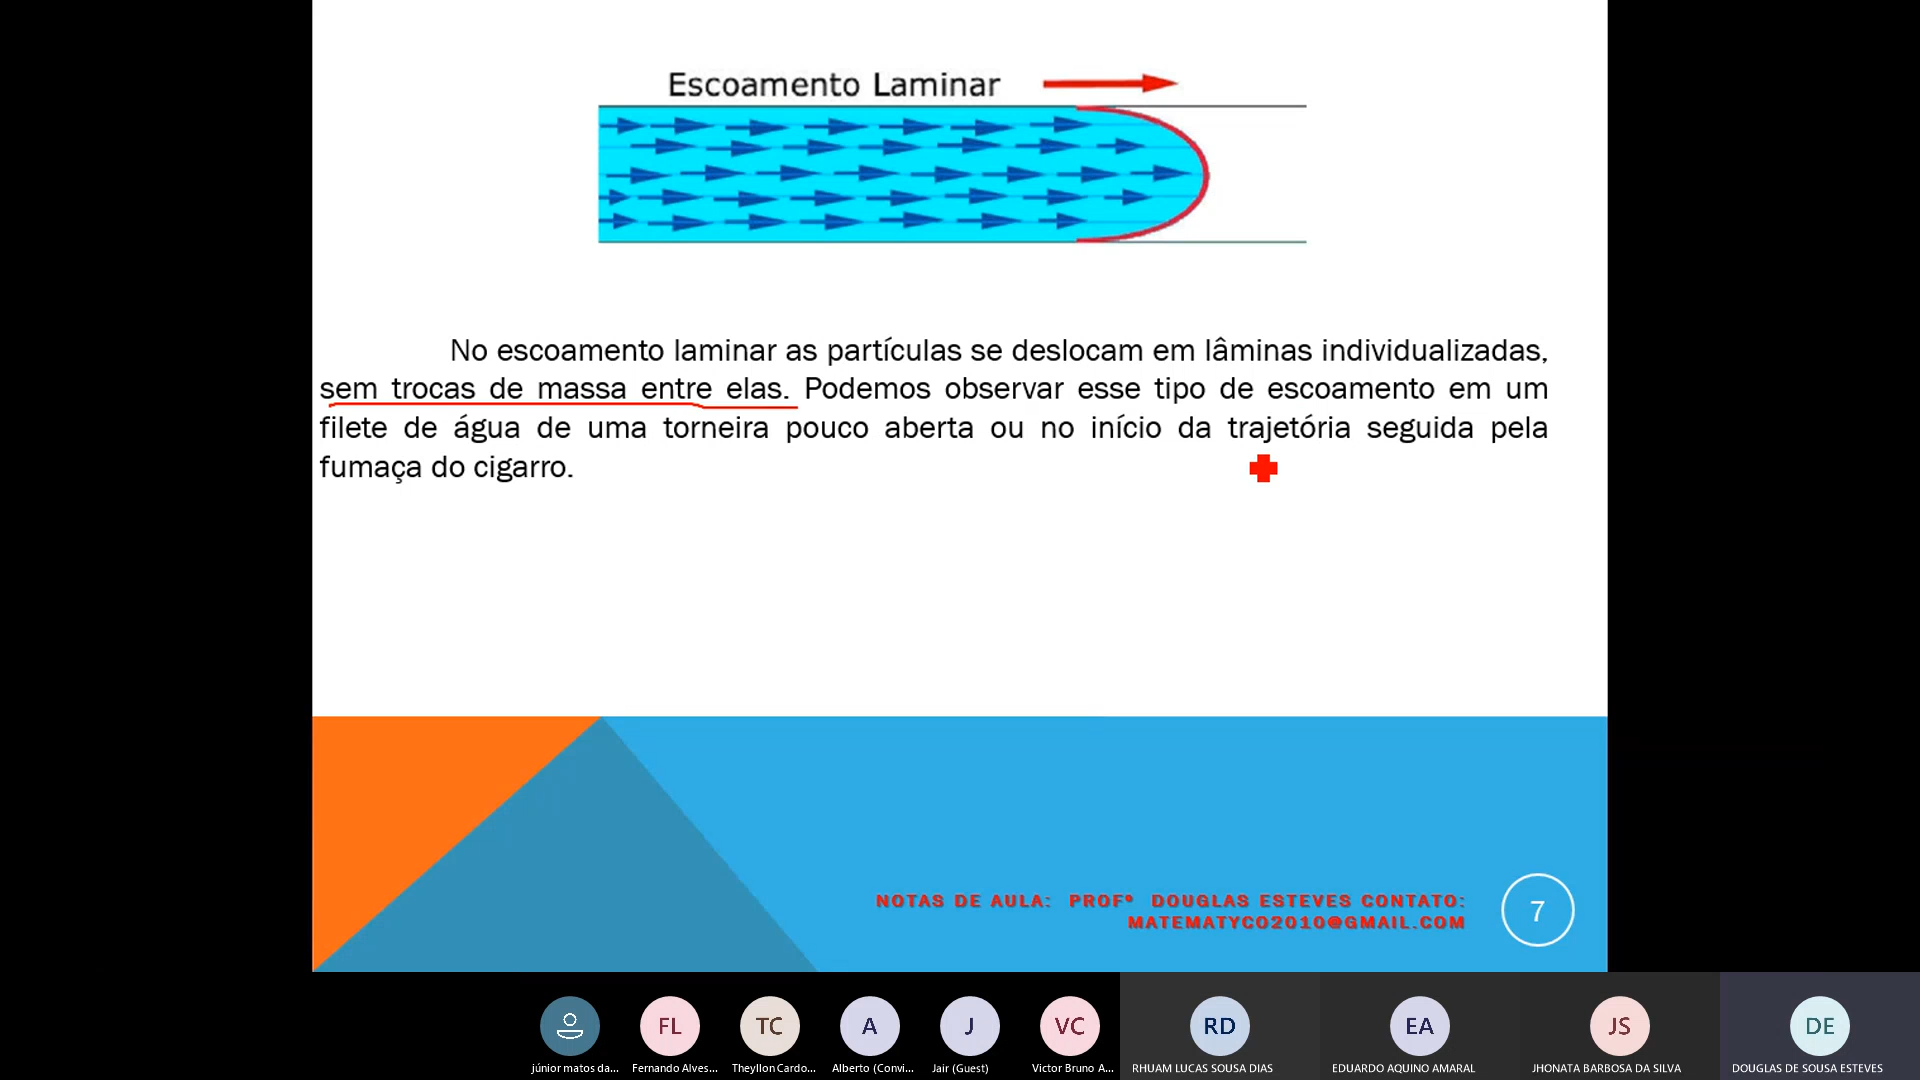 Escoamento Laminar
No escoamento laminar as partículas se deslocam em lâminas individualizadas,
sem trocas de massa entre elas. Podemos observar esse tipo de escoamento em um
filete de água de uma torneira pouco aberta ou no início da trajetória seguida pela
fumaça do cigarro.
NOTAS DE AULA: PROFº DOUGLAS ESTEVES CONTATO:
MATEMATYCO2010@GMAIL.COM
7
FL TC A J VC RD EA JS DE
júnior matos da... Fernando Alves... Theyllon Cardo... Alberto (Convi... Jair (Guest) Victor Bruno A... RHUAM LUCAS SOUSA DIAS EDUARDO AQUINO AMARAL JHONATA BARBOSA DA SILVA DOUGLAS DE SOUSA ESTEVES